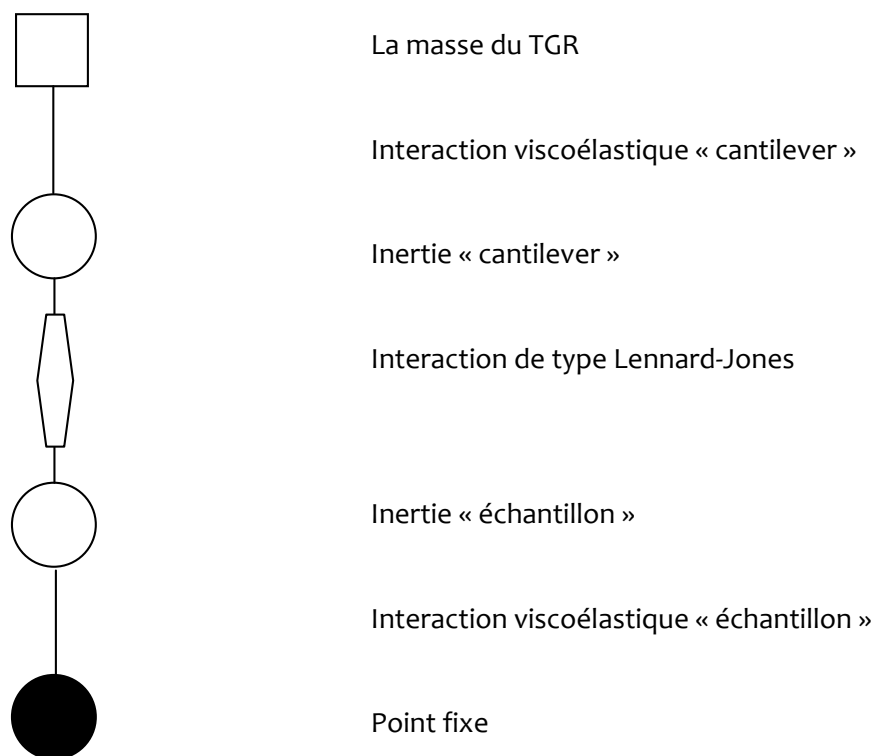 La masse du TGR
Interaction viscoélastique « cantilever »
Inertie « cantilever »
Interaction de type Lennard-Jones
Inertie « échantillon »
Interaction viscoélastique « échantillon »
Point fixe